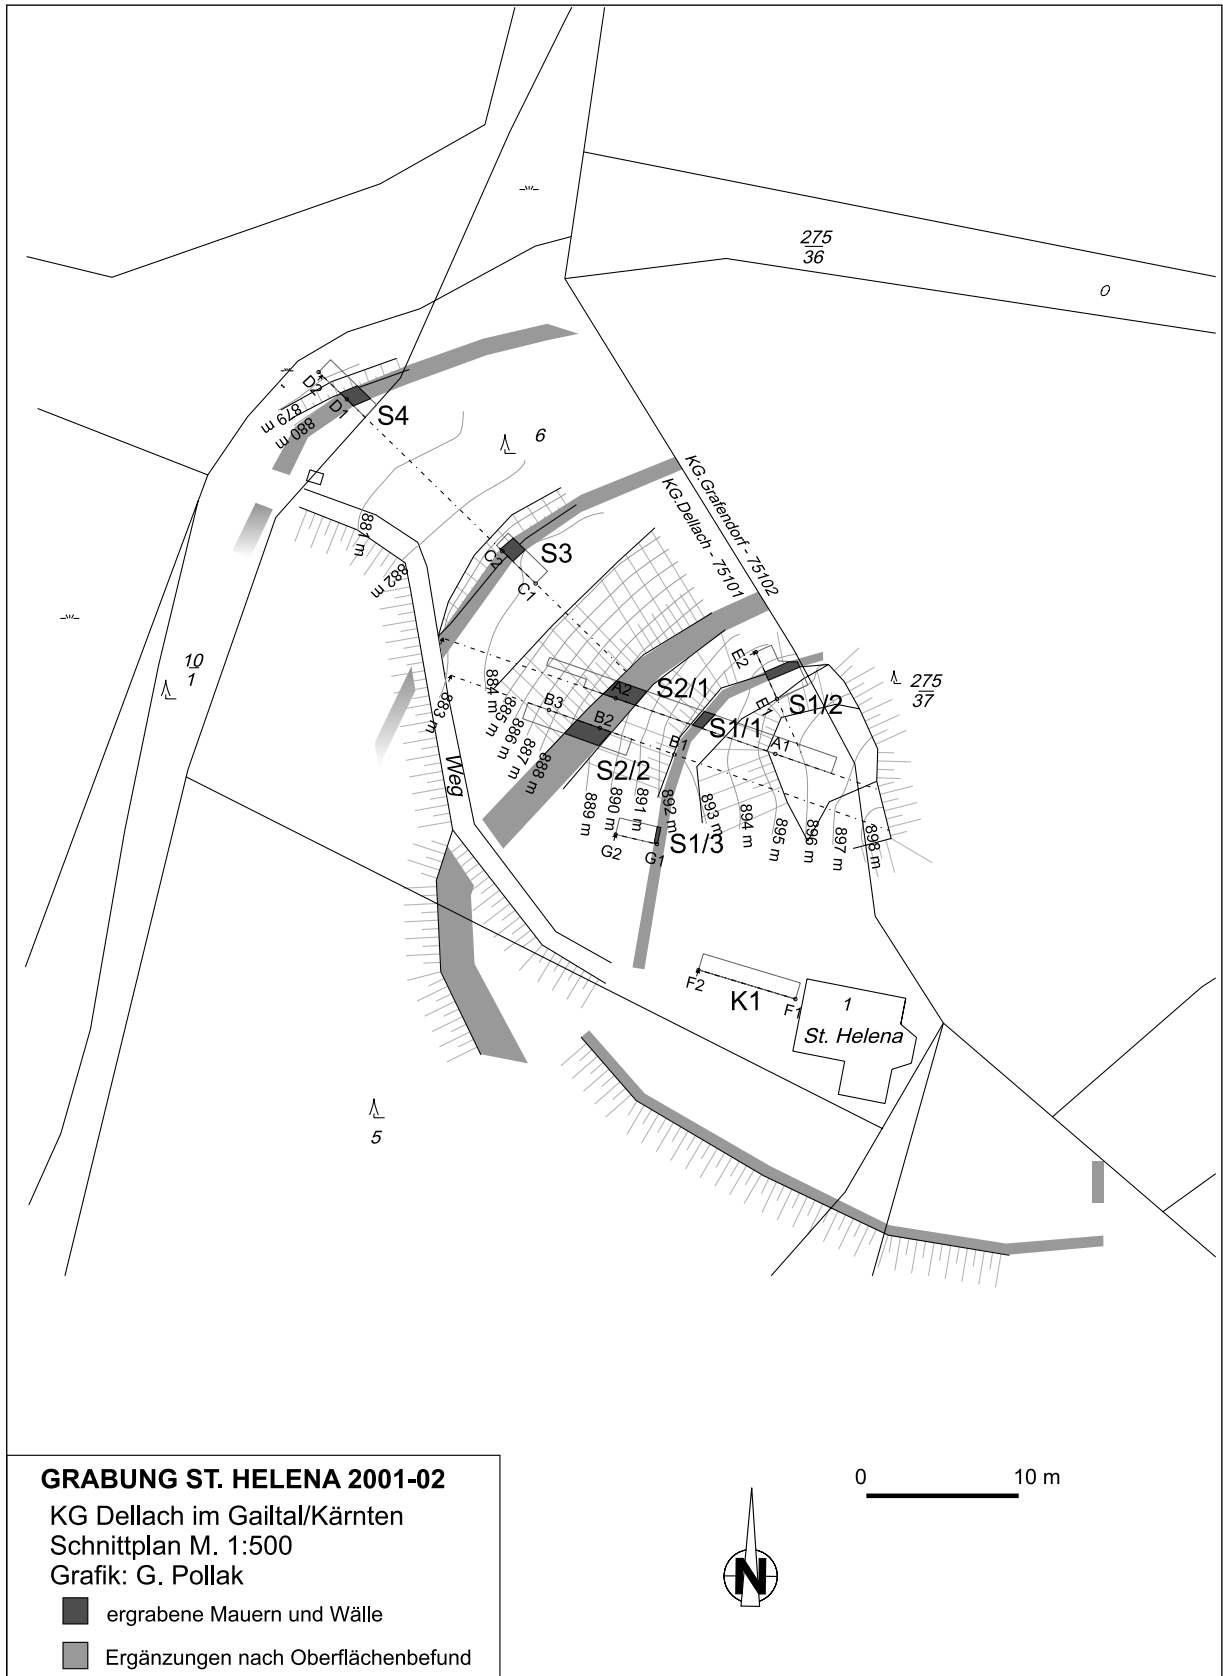 275
36
0
D2
D1
879 m
880 m
S4
6
KG.Grafendorf - 75102
KG.Dellach - 75101
881 m
882 m
C2
S3
C1
10
1
E2
E1
275
37
883 m
884 m
885 m
886 m
887 m
888 m
A2
S2/1
B3
B2
S1/1
S1/2
B1
A1
S2/2
Weg
889 m
890 m
891 m
892 m
893 m
894 m
895 m
896 m
897 m
898 m
G2
G1
S1/3
F2
K1
F1
1
St. Helena
5
GRABUNG ST. HELENA 2001-02
KG Dellach im Gailtal/Kärnten
Schnittplan M. 1:500
Grafik: G. Pollak
ergrabene Mauern und Wälle
Ergänzungen nach Oberflächenbefund
0 10 m
N